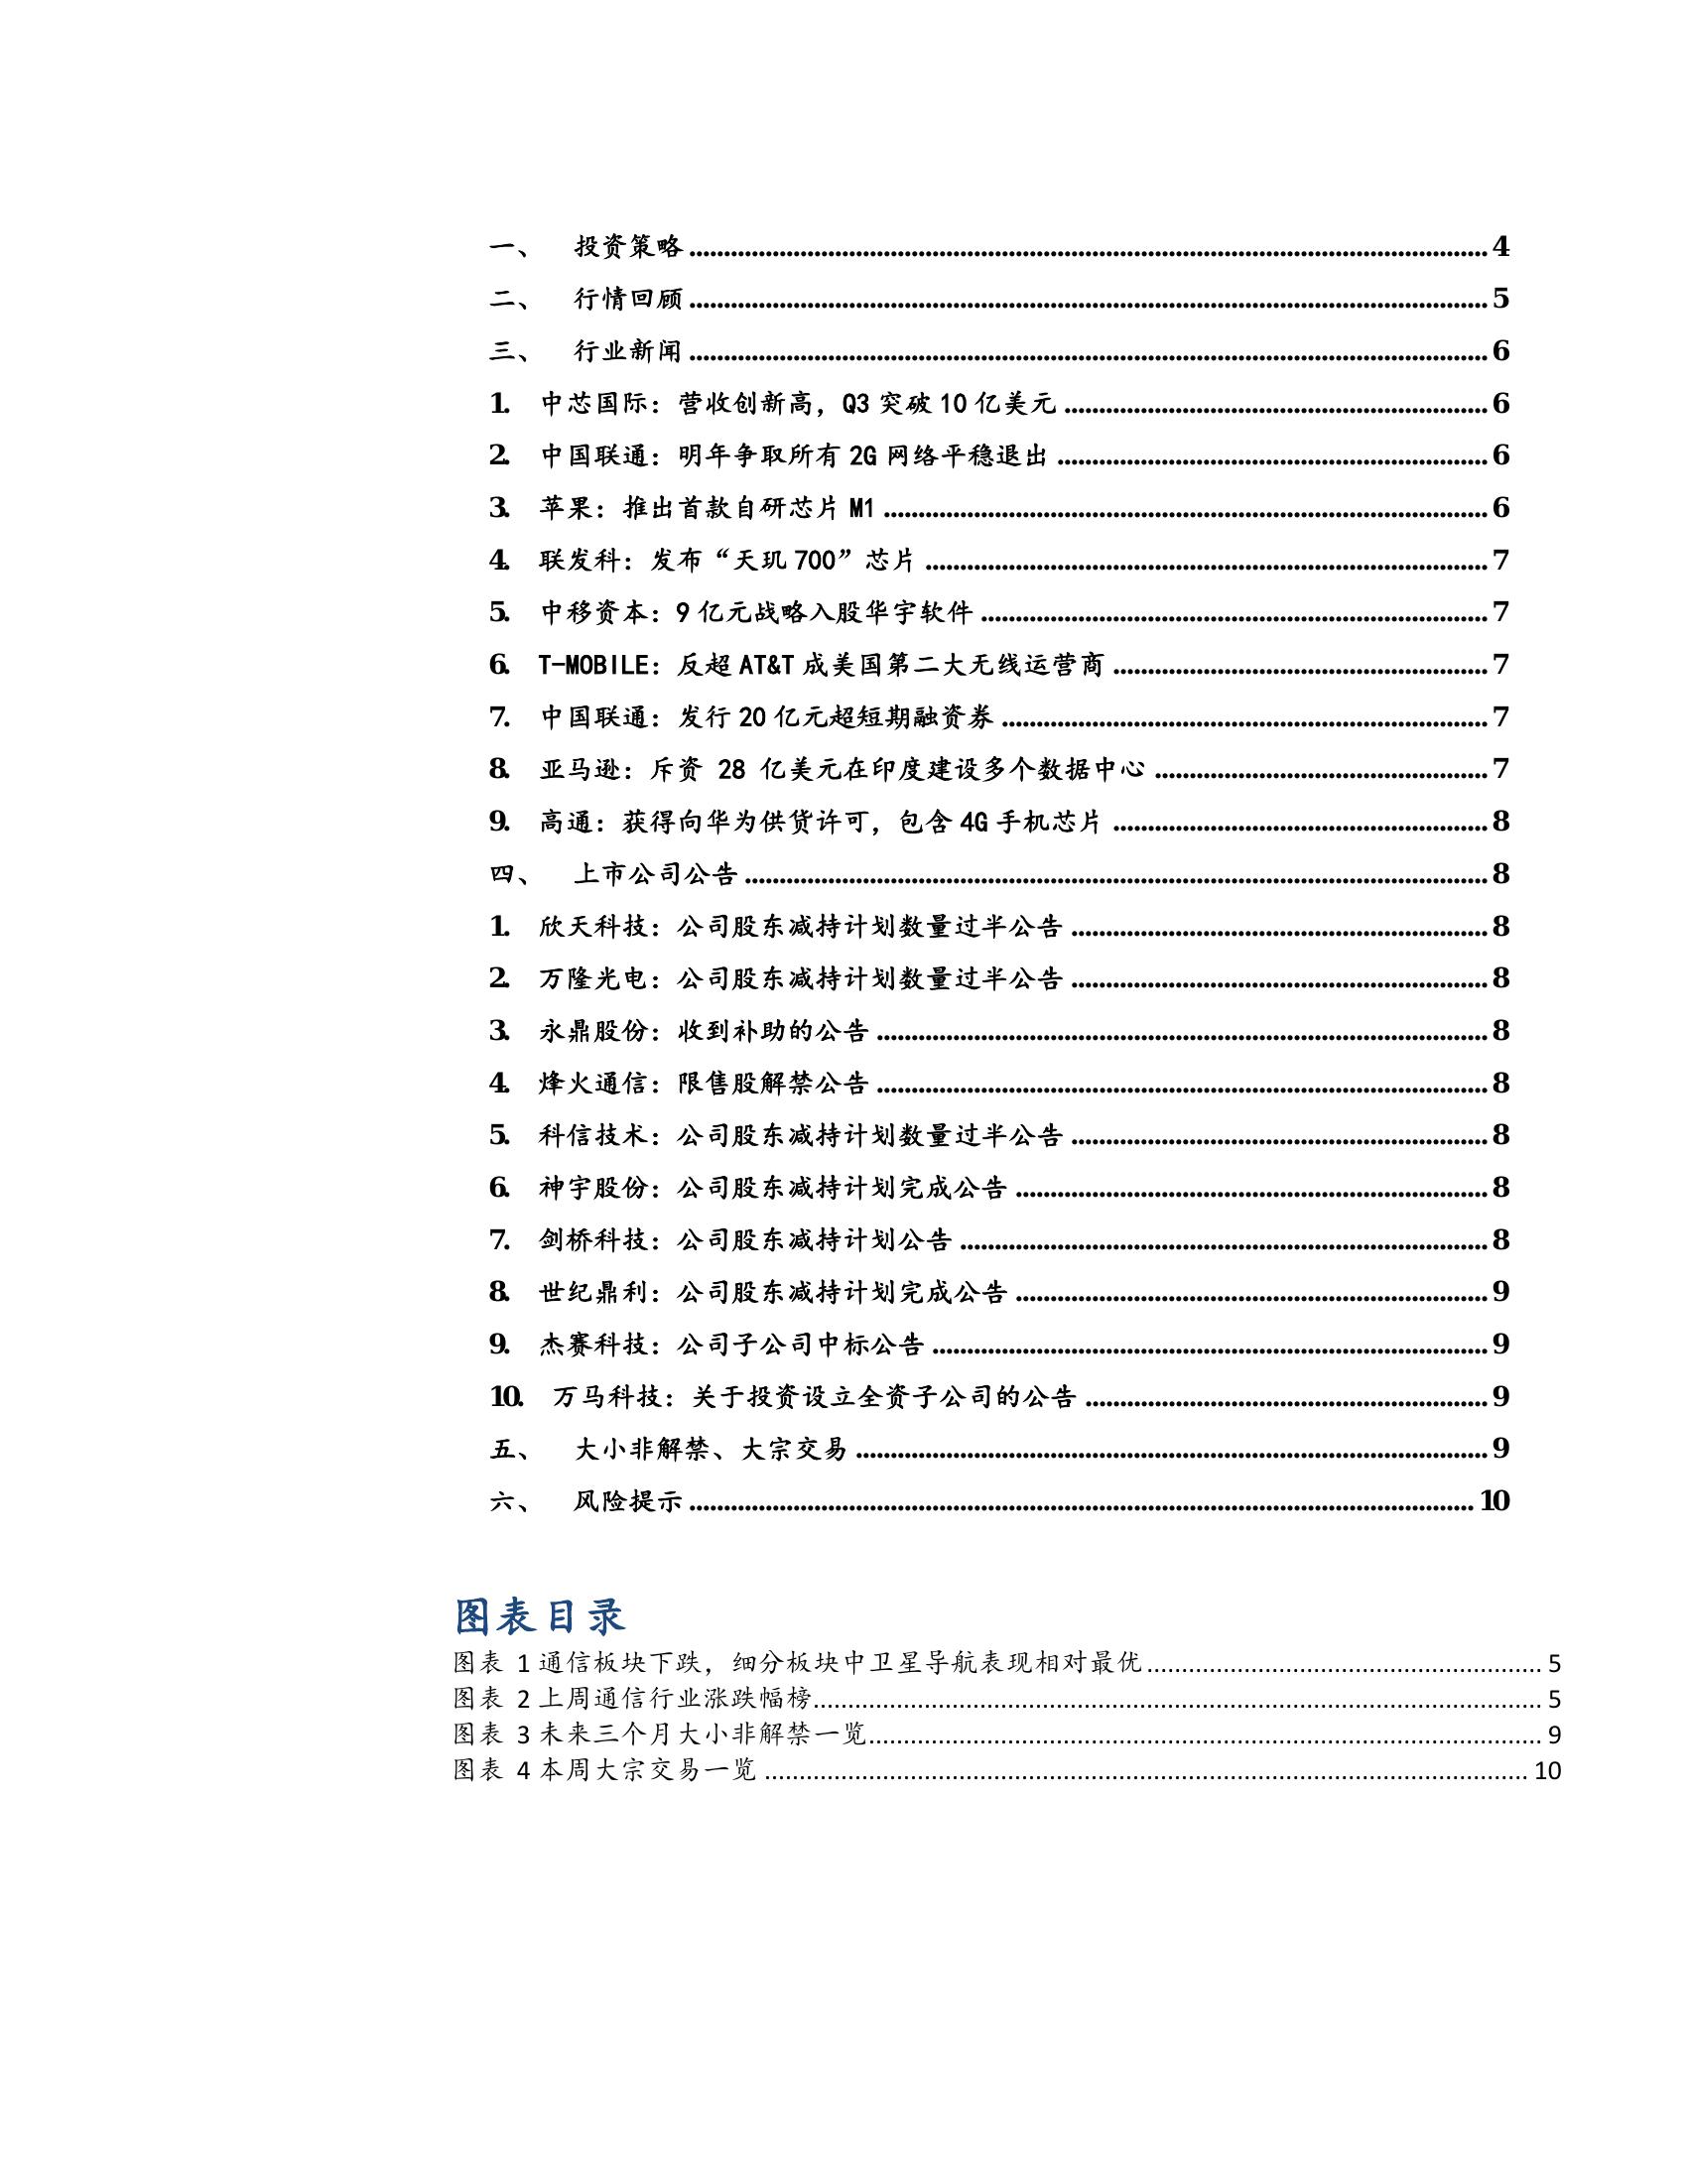 一、 投资策略 4
二、 行情回顾 5
三、 行业新闻 6
1. 中芯国际：营收创新高，Q3 突破 10 亿美元 6
2. 中国联通：明年争取所有 2G 网络平稳退出 6
3. 苹果：推出首款自研芯片 M1 6
4. 联发科：发布“天玑 700”芯片 7
5. 中移资本：9 亿元战略入股华宇软件 7
6. T-MOBILE：反超 AT&T 成美国第二大无线运营商 7
7. 中国联通：发行 20 亿元超短期融资券 7
8. 亚马逊：斥资 28 亿美元在印度建设多个数据中心 7
9. 高通：获得向华为供货许可，包含 4G 手机芯片 8
四、 上市公司公告 8
1. 欣天科技：公司股东减持计划数量过半公告 8
2. 万隆光电：公司股东减持计划数量过半公告 8
3. 永鼎股份：收到补助的公告 8
4. 烽火通信：限售股解禁公告 8
5. 科信技术：公司股东减持计划数量过半公告 8
6. 神宇股份：公司股东减持计划完成公告 8
7. 剑桥科技：公司股东减持计划公告 8
8. 世纪鼎利：公司股东减持计划完成公告 9
9. 杰赛科技：公司子公司中标公告 9
10. 万马科技：关于投资设立全资子公司的公告 9
五、 大小非解禁、大宗交易 9
六、 风险提示 10
图表目录
图表 1 通信板块下跌，细分板块中卫星导航表现相对最优 5
图表 2 上周通信行业涨跌幅榜 5
图表 3 未来三个月大小非解禁一览 9
图表 4 本周大宗交易一览 10